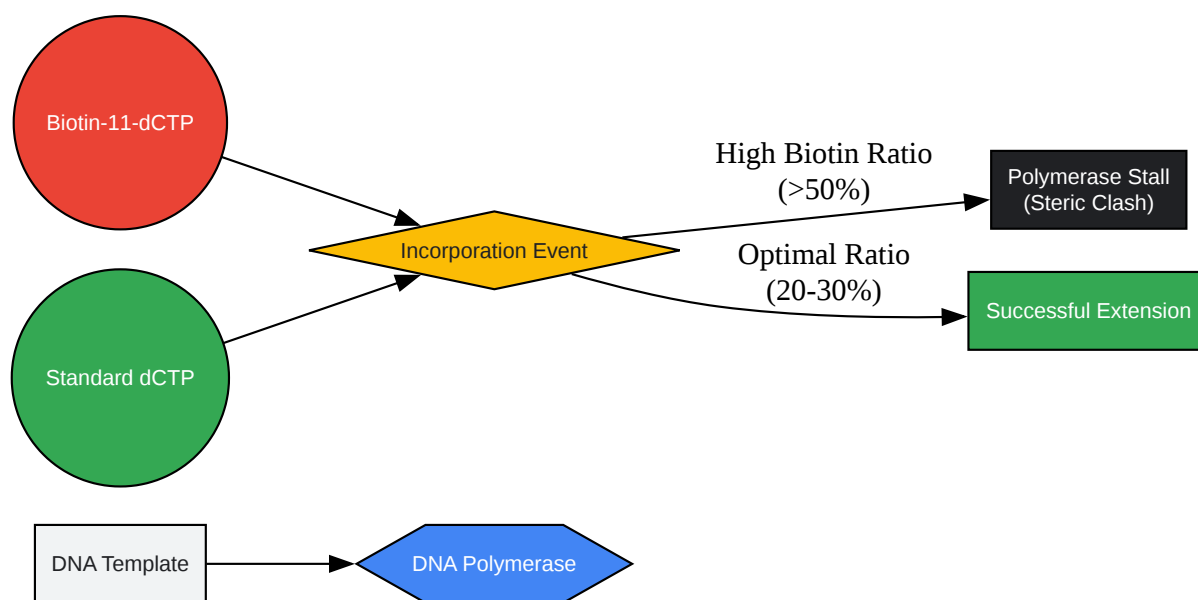 Biotin-11-dCTP
High Biotin Ratio
(>50%)
Polymerase Stall
(Steric Clash)
Incorporation Event
Optimal Ratio
(20-30%)
Successful Extension
Standard dCTP
DNA Template
DNA Polymerase